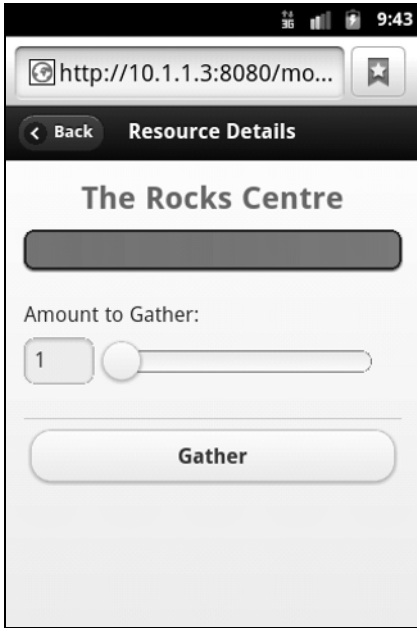 3G 9:43
http://10.1.1.3:8080/mo...
Back Resource Details
The Rocks Centre
Amount to Gather:
1
Gather